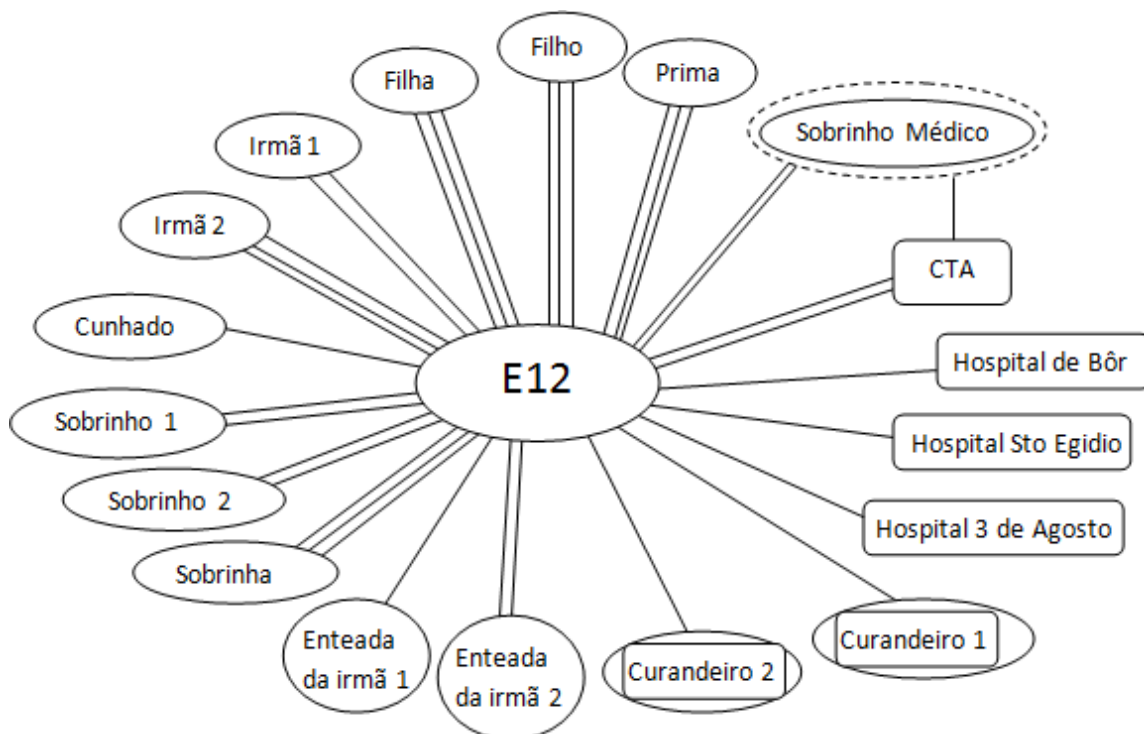 Filho
Filha
Prima
Sobrinho Médico
Irmã 1
Irmã 2
CTA
Cunhado
E12
Hospital de Bôr
Sobrinho 1
Hospital Sto Egidio
Sobrinho 2
Hospital 3 de Agosto
Sobrinha
Enteada
da irmã 1
Enteada
da irmã 2
Curandeiro 2
Curandeiro 1